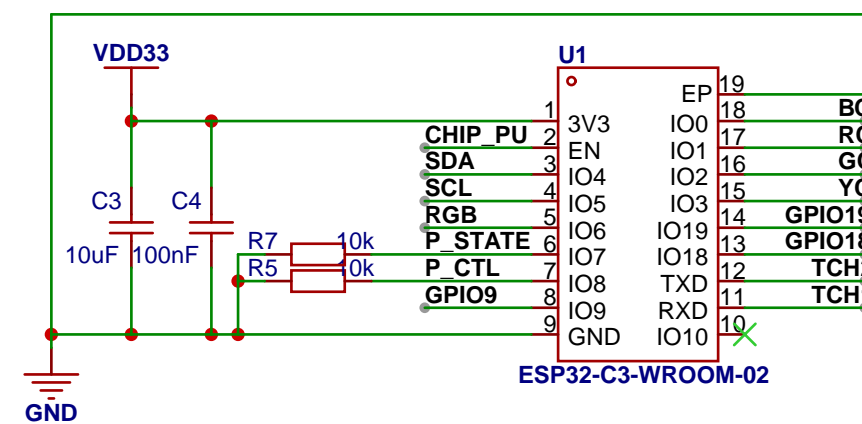 VDD33
U1
EP 19
1 3V3 IO0 18
CHIP_PU 2 EN IO1 17
SDA 3 IO4 IO2 16
SCL 4 IO5 IO3 15
RGB 5 IO6 IO19 14 GPIO19
P_STATE 6 IO7 IO18 13 GPIO18
P_CTL 7 IO8 TXD 12
GPIO9 8 IO9 RXD 11
9 GND IO10 10
C3
10uF
C4
100nF
R7 10k
R5 10k
ESP32-C3-WROOM-02
GND